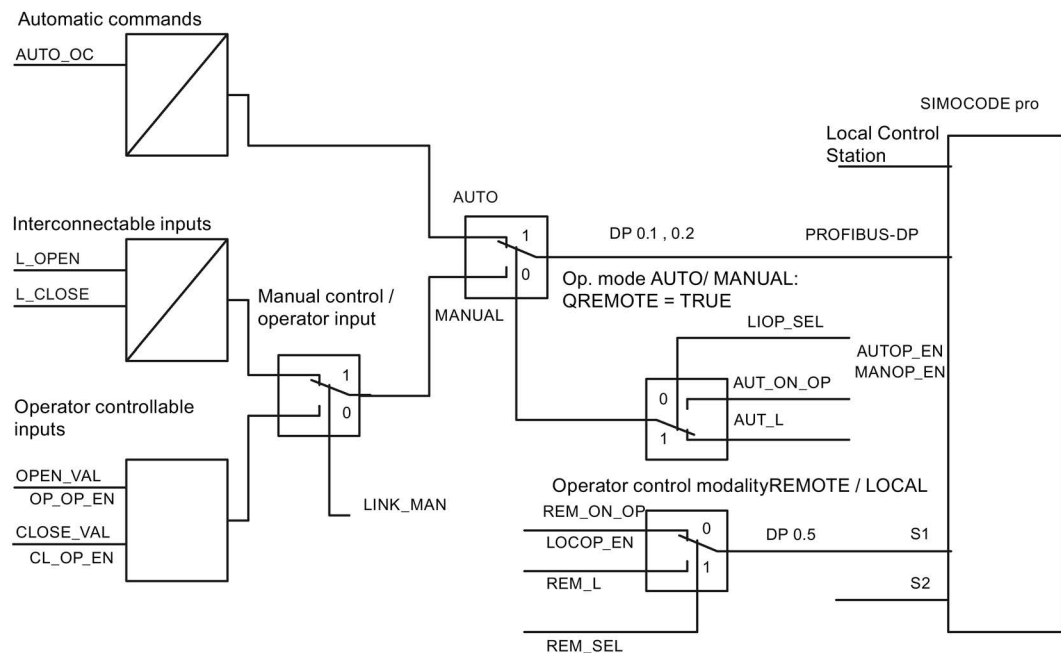 Automatic commands
AUTO_OC
SIMOCODE pro
Local Control
Station
Interconnectable inputs
L_OPEN
L_CLOSE
AUTO
1
0
MANUAL
DP 0.1 , 0.2
PROFIBUS-DP
Op. mode AUTO/ MANUAL:
QREMOTE = TRUE
Manual control /
operator input
1
0
LINK_MAN
LIOP_SEL
AUTOP_EN
MANOP_EN
AUT_ON_OP
AUT_L
0
1
Operator controllable
inputs
OPEN_VAL
OP_OP_EN
CLOSE_VAL
CL_OP_EN
Operator control modalityREMOTE / LOCAL
REM_ON_OP
LOCOP_EN
REM_L
REM_SEL
0
1
DP 0.5
S1
S2